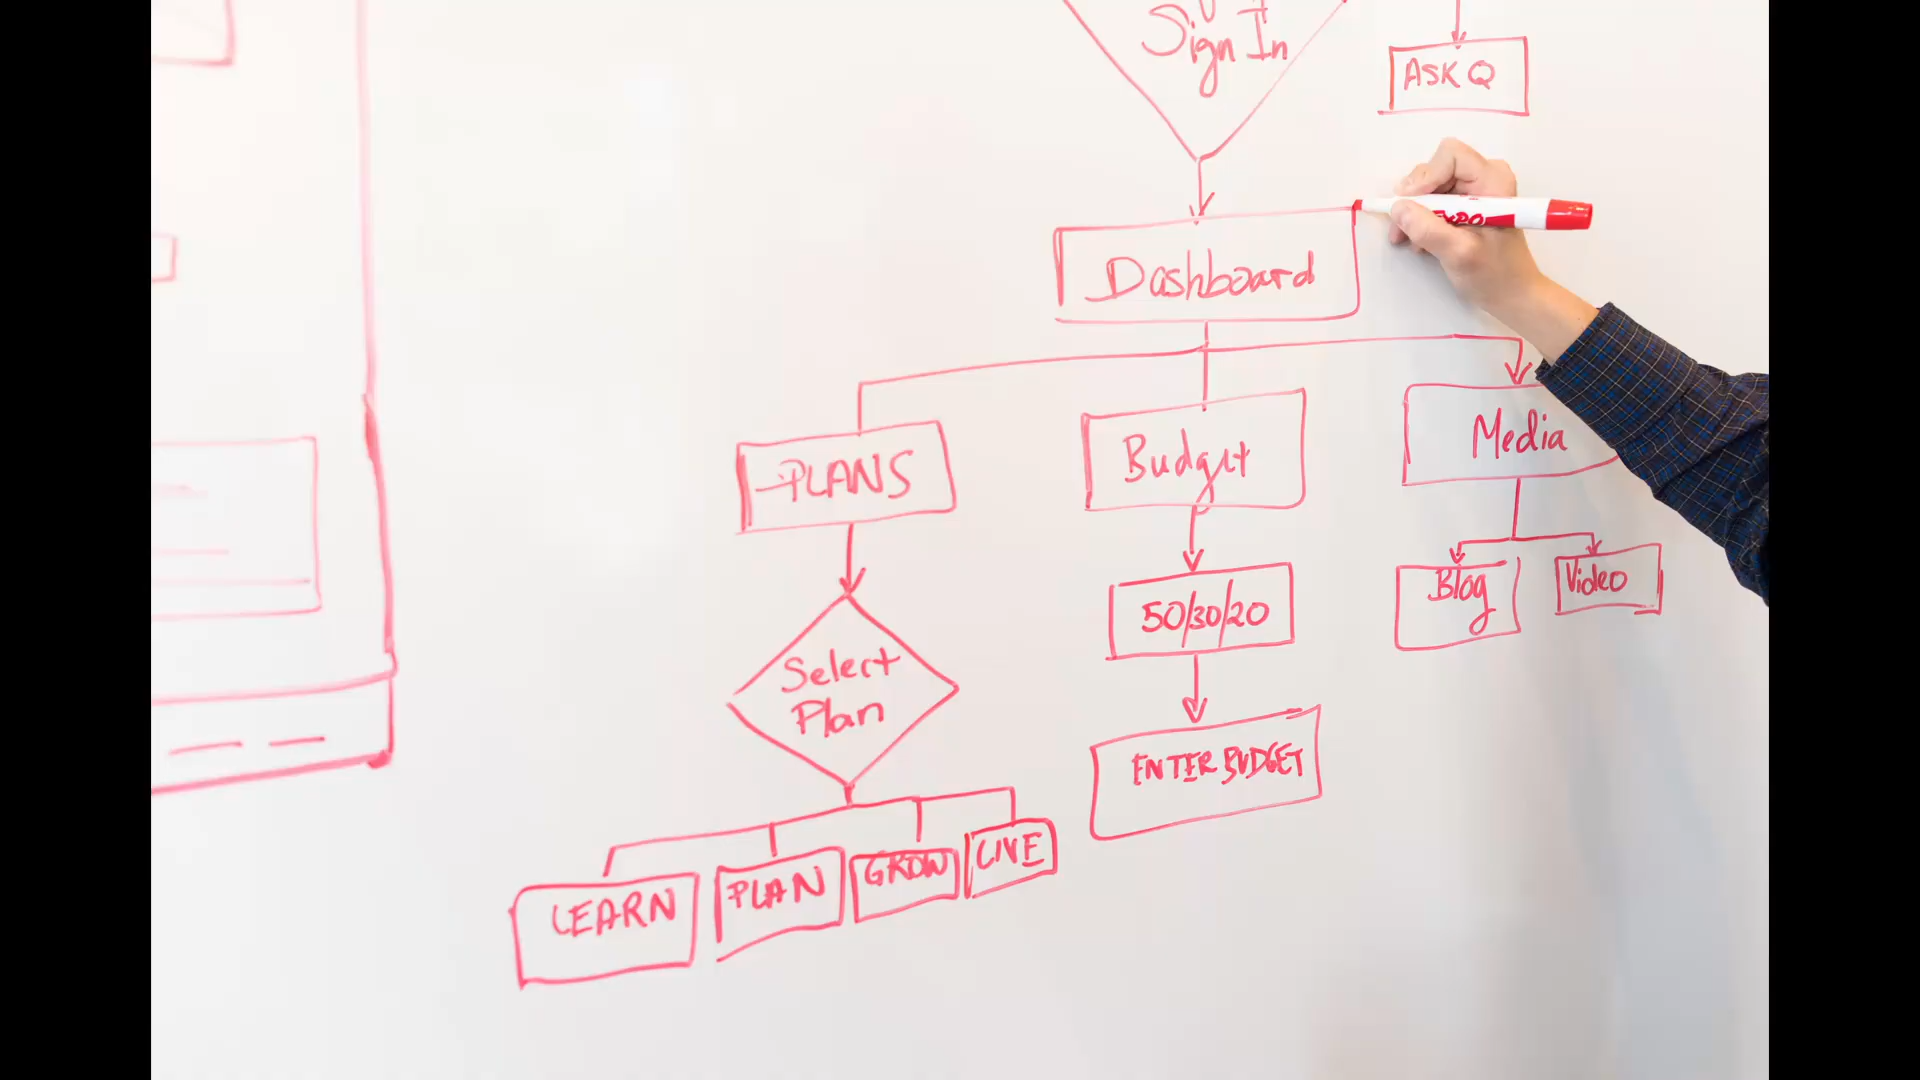 Sign In
ASK Q
EXPO
Dashboard
PLANS
Budget
Media
50/30/20
Blog
Video
Select
Plan
ENTER BUDGET
LEARN
PLAN
GROW
LIVE